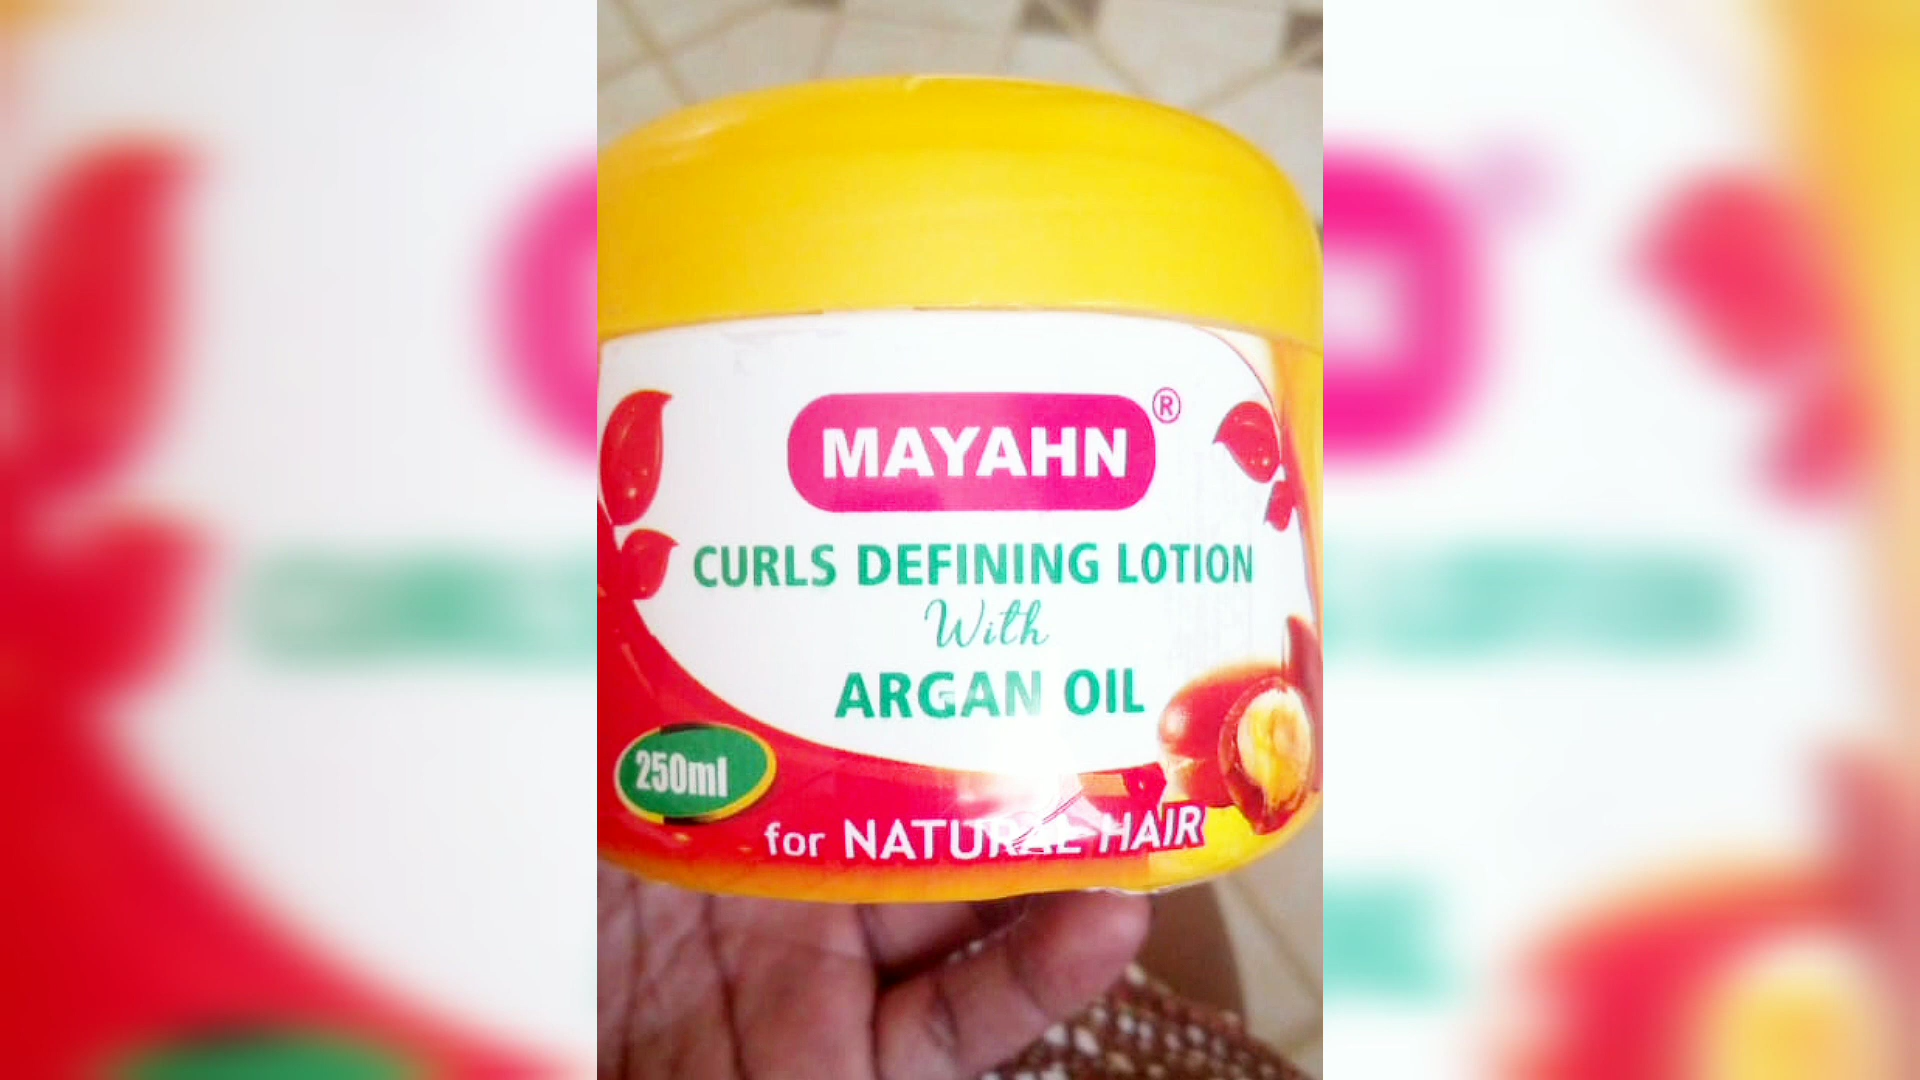 MAYAHN ®
CURLS DEFINING LOTION
With
ARGAN OIL
250ml
for NATURAL HAIR